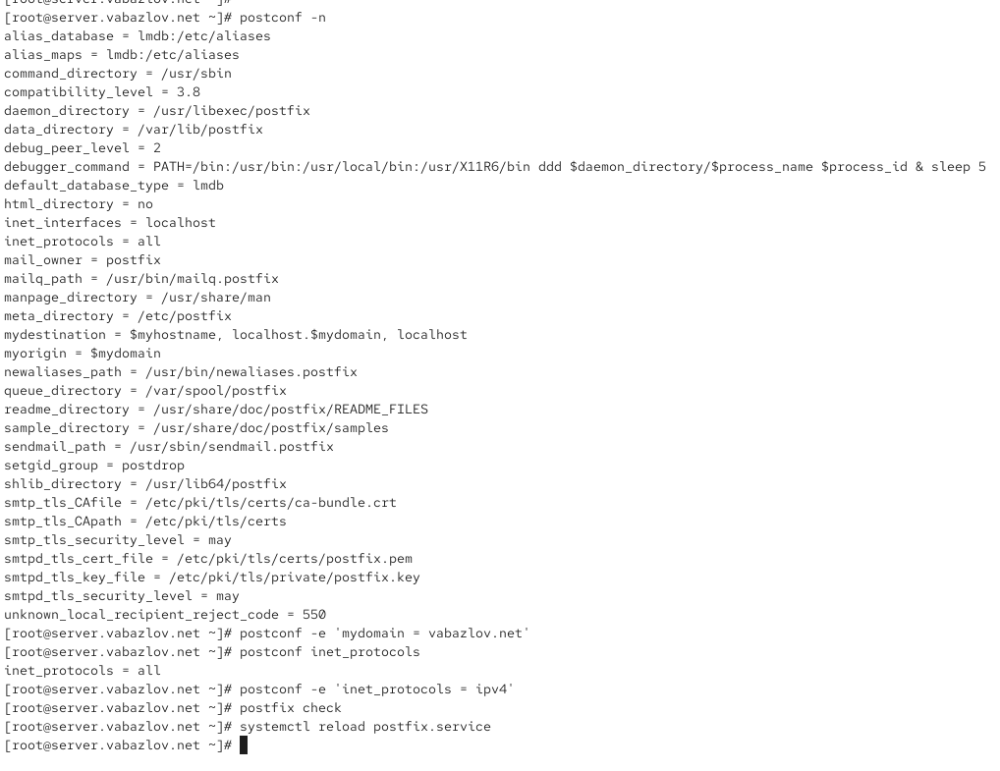 [root@server.vabazlov.net ~]#
[root@server.vabazlov.net ~]# postconf -n
alias_database = lmdb:/etc/aliases
alias_maps = lmdb:/etc/aliases
command_directory = /usr/sbin
compatibility_level = 3.8
daemon_directory = /usr/libexec/postfix
data_directory = /var/lib/postfix
debug_peer_level = 2
debugger_command = PATH=/bin:/usr/bin:/usr/local/bin:/usr/X11R6/bin ddd $daemon_directory/$process_name $process_id & sleep 5
default_database_type = lmdb
html_directory = no
inet_interfaces = localhost
inet_protocols = all
mail_owner = postfix
mailq_path = /usr/bin/mailq.postfix
manpage_directory = /usr/share/man
meta_directory = /etc/postfix
mydestination = $myhostname, localhost.$mydomain, localhost
myorigin = $mydomain
newaliases_path = /usr/bin/newaliases.postfix
queue_directory = /var/spool/postfix
readme_directory = /usr/share/doc/postfix/README_FILES
sample_directory = /usr/share/doc/postfix/samples
sendmail_path = /usr/sbin/sendmail.postfix
setgid_group = postdrop
shlib_directory = /usr/lib64/postfix
smtp_tls_CAfile = /etc/pki/tls/certs/ca-bundle.crt
smtp_tls_CApath = /etc/pki/tls/certs
smtp_tls_security_level = may
smtpd_tls_cert_file = /etc/pki/tls/certs/postfix.pem
smtpd_tls_key_file = /etc/pki/tls/private/postfix.key
smtpd_tls_security_level = may
unknown_local_recipient_reject_code = 550
[root@server.vabazlov.net ~]# postconf -e 'mydomain = vabazlov.net'
[root@server.vabazlov.net ~]# postconf inet_protocols
inet_protocols = all
[root@server.vabazlov.net ~]# postconf -e 'inet_protocols = ipv4'
[root@server.vabazlov.net ~]# postfix check
[root@server.vabazlov.net ~]# systemctl reload postfix.service
[root@server.vabazlov.net ~]#